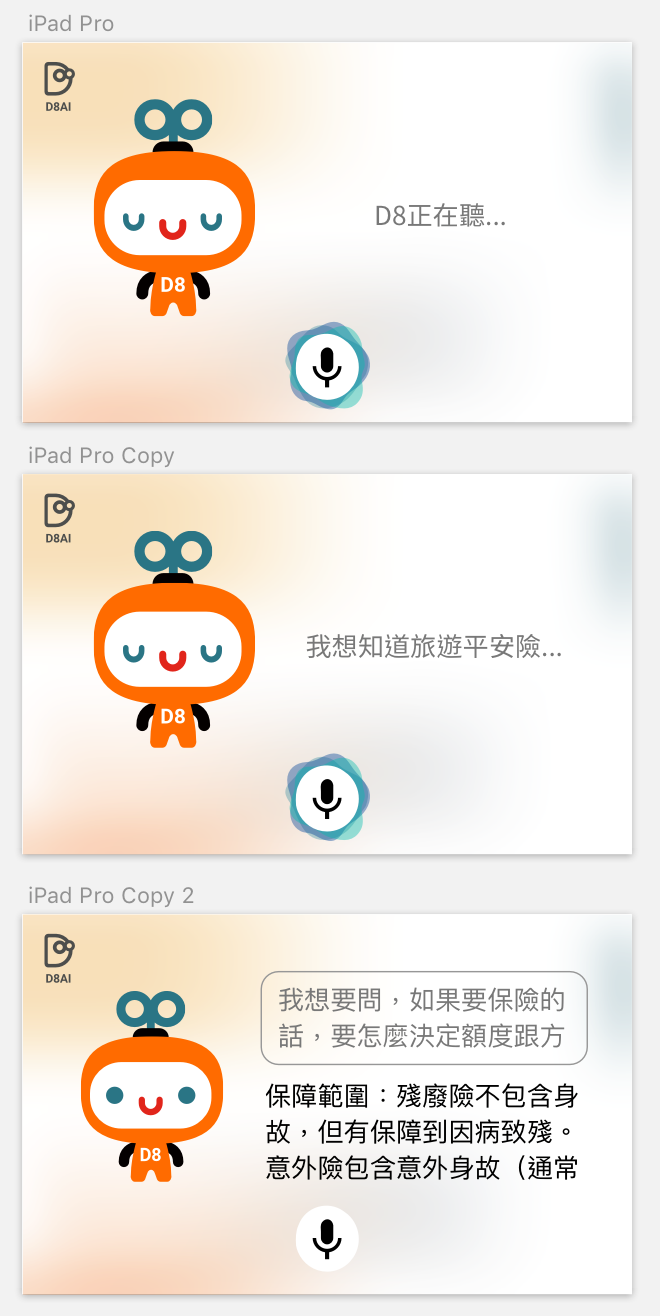 iPad Pro
D8AI
D8正在聽...
D8
iPad Pro Copy
D8AI
我想知道旅遊平安險...
D8
iPad Pro Copy 2
D8AI
我想要問，如果要保險的
話，要怎麼決定額度跟方
保障範圍：殘廢險不包含身
故，但有保障到因病致殘。
意外險包含意外身故（通常
D8